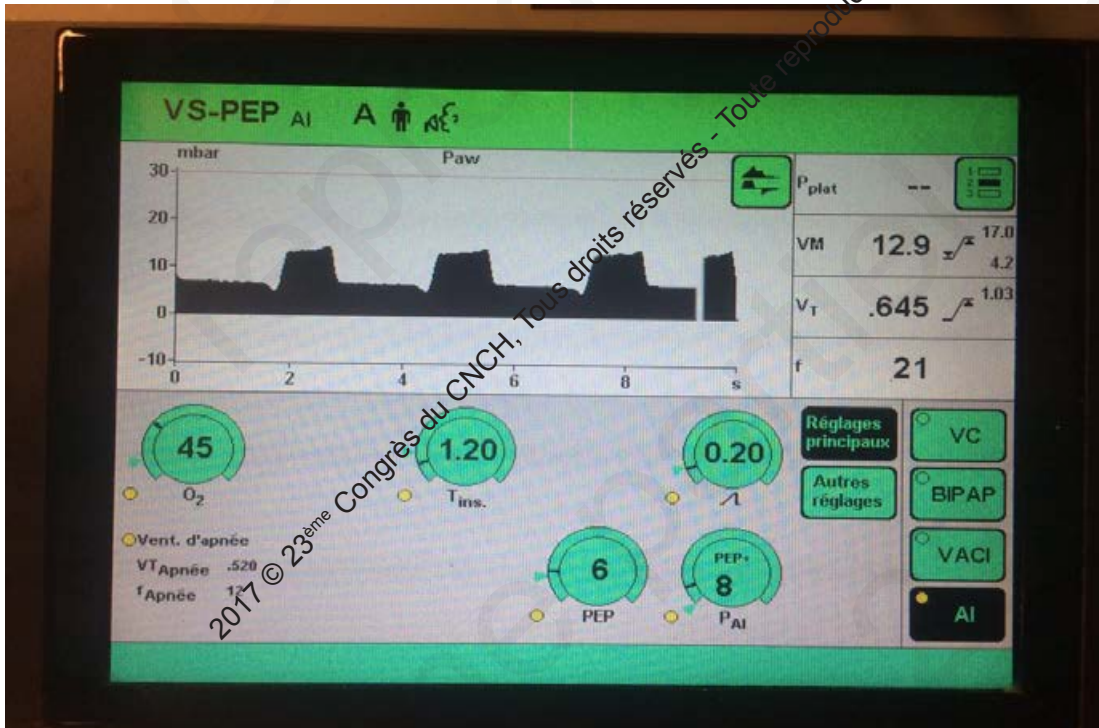 VS-PEP AI A
mbar
Paw
30
20
10
0
-10
0 2 4 6 8 s
Pplat --
VM 12.9 17.0
4.2
VT .645 1.03
f 21
45
O2
1.20
Tins.
0.20
Réglages
principaux
Autres
réglages
VC
BIPAP
VACI
AI
Vent. d'apnée
VTApnée .520
fApnée
6
PEP
PEP+
8
PAI
2017 © 23ème Congrès du CNCH, Tous droits réservés - Toute